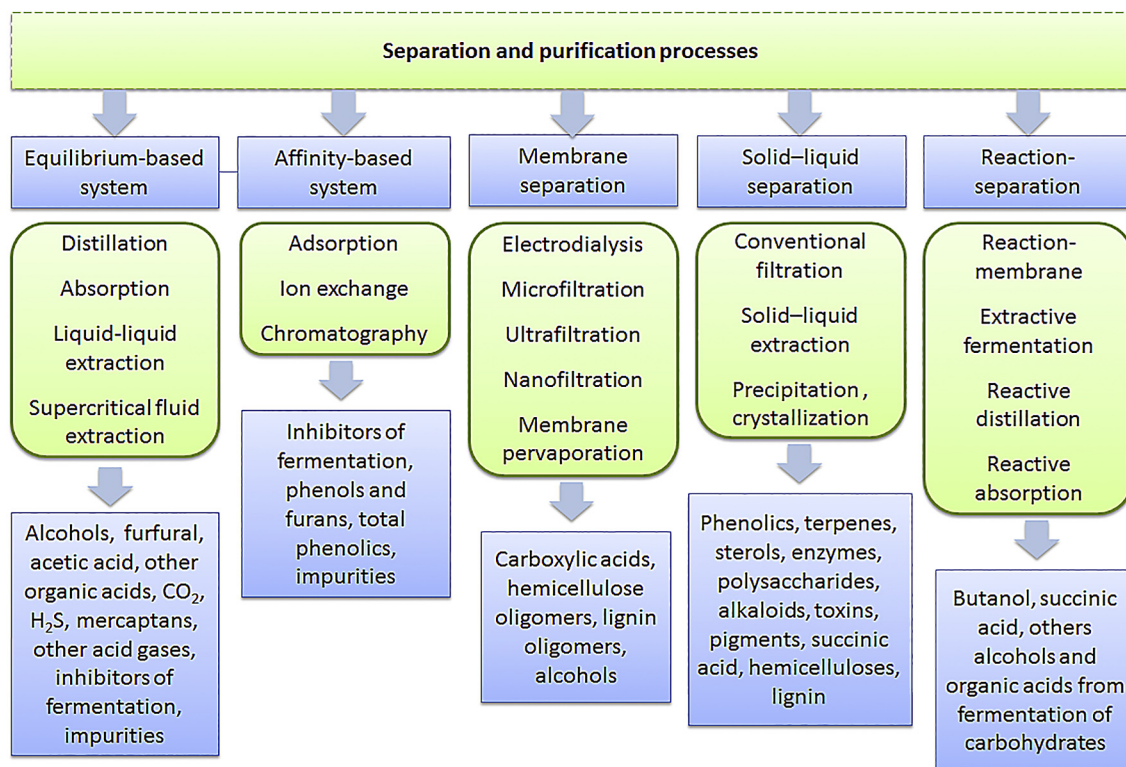 Separation and purification processes
Equilibrium-based
system
Affinity-based
system
Membrane
separation
Solid–liquid
separation
Reaction-
separation
Distillation
Absorption
Liquid-liquid
extraction
Supercritical fluid
extraction
Adsorption
Ion exchange
Chromatography
Electrodialysis
Microfiltration
Ultrafiltration
Nanofiltration
Membrane
pervaporation
Conventional
filtration
Solid–liquid
extraction
Precipitation ,
crystallization
Reaction-
membrane
Extractive
fermentation
Reactive
distillation
Reactive
absorption
Alcohols, furfural,
acetic acid, other
organic acids, CO₂,
H₂S, mercaptans,
other acid gases,
inhibitors of
fermentation,
impurities
Inhibitors of
fermentation,
phenols and
furans, total
phenolics,
impurities
Carboxylic acids,
hemicellulose
oligomers, lignin
oligomers,
alcohols
Phenolics, terpenes,
sterols, enzymes,
polysaccharides,
alkaloids, toxins,
pigments, succinic
acid, hemicelluloses,
lignin
Butanol, succinic
acid, others
alcohols and
organic acids from
fermentation of
carbohydrates